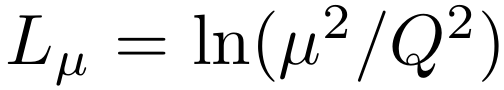 L_μ = ln(μ²/Q²)